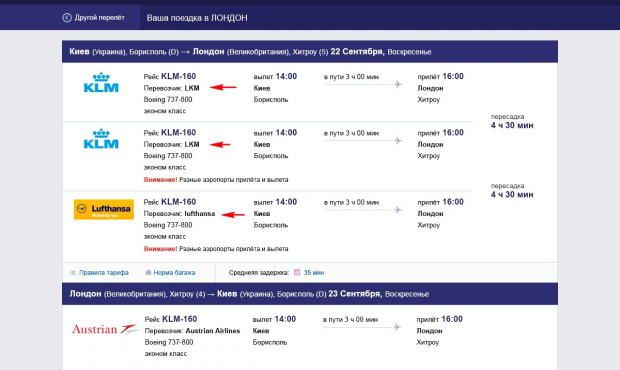 Другой перелёт
Ваша поездка в ЛОНДОН
Киев (Украина), Борисполь (D) → Лондон (Великобритания), Хитроу (5) 22 Сентября, Воскресенье
KLM
Рейс KLM-160
Перевозчик: LKM
Boeing 737-800
эконом класс
вылет 14:00
Киев
Борисполь
в пути 3 ч 00 мин
прилёт 16:00
Лондон
Хитроу
пересадка
4 ч 30 мин
KLM
Рейс KLM-160
Перевозчик: LKM
Boeing 737-800
эконом класс
Внимание! Разные аэропорты прилёта и вылета
вылет 14:00
Киев
Борисполь
в пути 3 ч 00 мин
прилёт 16:00
Лондон
Хитроу
пересадка
4 ч 30 мин
Lufthansa
Рейс KLM-160
Перевозчик: lufthansa
Boeing 737-800
эконом класс
Внимание! Разные аэропорты прилёта и вылета
вылет 14:00
Киев
Борисполь
в пути 3 ч 00 мин
прилёт 16:00
Лондон
Хитроу
Правила тарифа
Норма багажа
Средняя задержка: 35 мин
Лондон (Великобритания), Хитроу (4) → Киев (Украина), Борисполь (D) 23 Сентября, Воскресенье
Austrian
Рейс KLM-160
Перевозчик: Austrian Airlines
Boeing 737-800
эконом класс
вылет 14:00
Киев
Борисполь
в пути 3 ч 00 мин
прилёт 16:00
Лондон
Хитроу